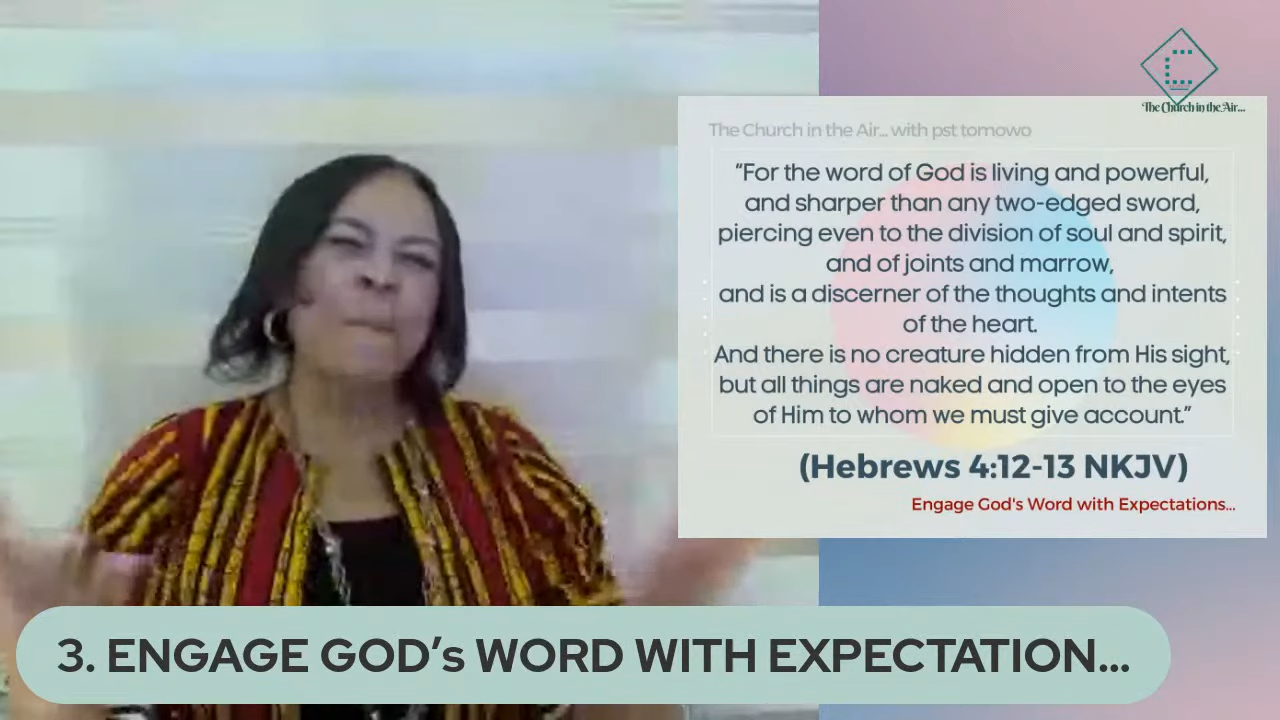 The Church in the Air...
The Church in the Air... with pst tomowo
“For the word of God is living and powerful,
and sharper than any two-edged sword,
piercing even to the division of soul and spirit,
and of joints and marrow,
and is a discerner of the thoughts and intents
of the heart.
And there is no creature hidden from His sight,
but all things are naked and open to the eyes
of Him to whom we must give account.”
(Hebrews 4:12-13 NKJV)
Engage God's Word with Expectations...
3. ENGAGE GOD’s WORD WITH EXPECTATION...